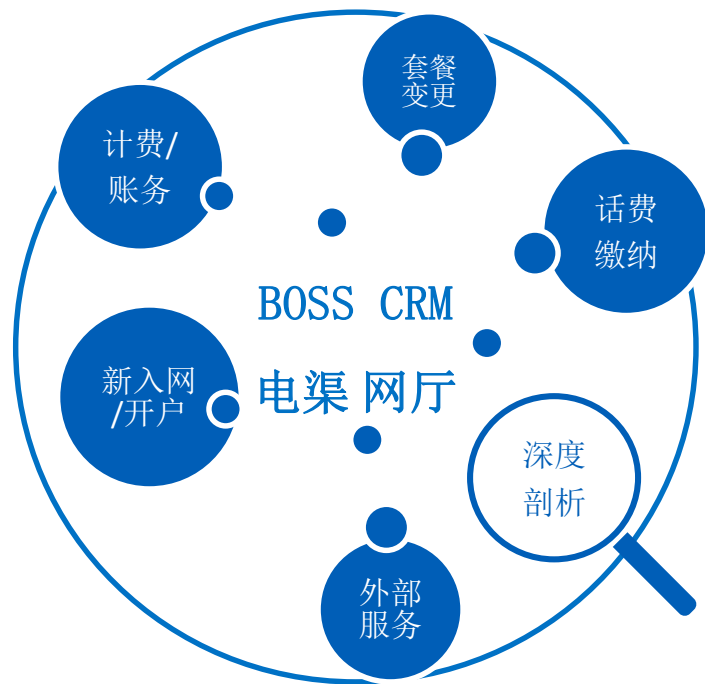 套餐
变更
计费/
账务
话费
缴纳
BOSS CRM
电渠 网厅
新入网
/开户
深度
剖析
外部
服务